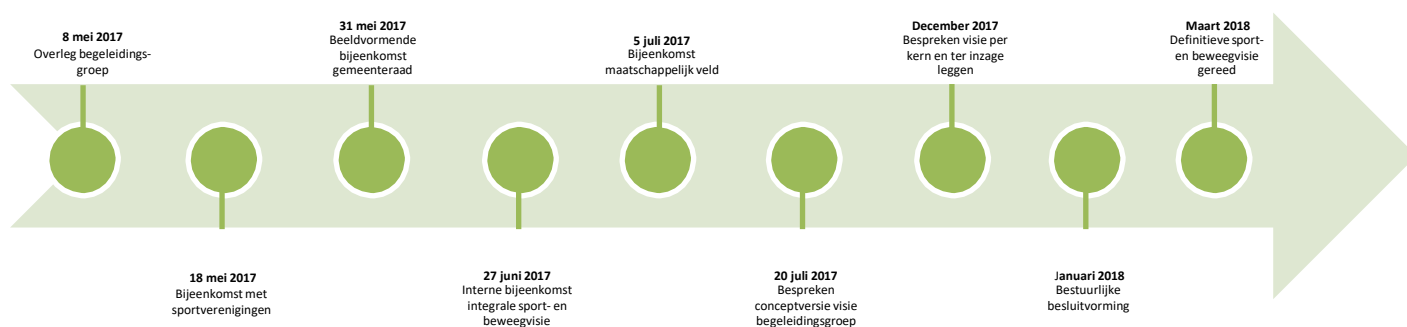 8 mei 2017
Overleg begeleidings-
groep
31 mei 2017
Beeldvormende
bijeenkomst
gemeenteraad
5 juli 2017
Bijeenkomst
maatschappelijk veld
December 2017
Bespreken visie per
kern en ter inzage
leggen
Maart 2018
Definitieve sport-
en beweegvisie
gereed
18 mei 2017
Bijeenkomst met
sportverenigingen
27 juni 2017
Interne bijeenkomst
integrale sport- en
beweegvisie
20 juli 2017
Bespreken
conceptversie visie
begeleidingsgroep
Januari 2018
Bestuurlijke
besluitvorming